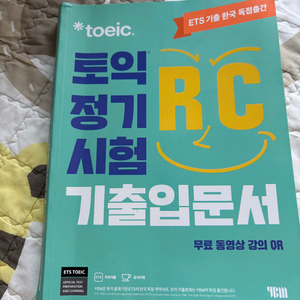 ETS 기출 한국 독점출간
toeic.
토익
정기
시험
RC
기출입문서
무료 동영상 강의 QR
ETS TOEIC
YBM